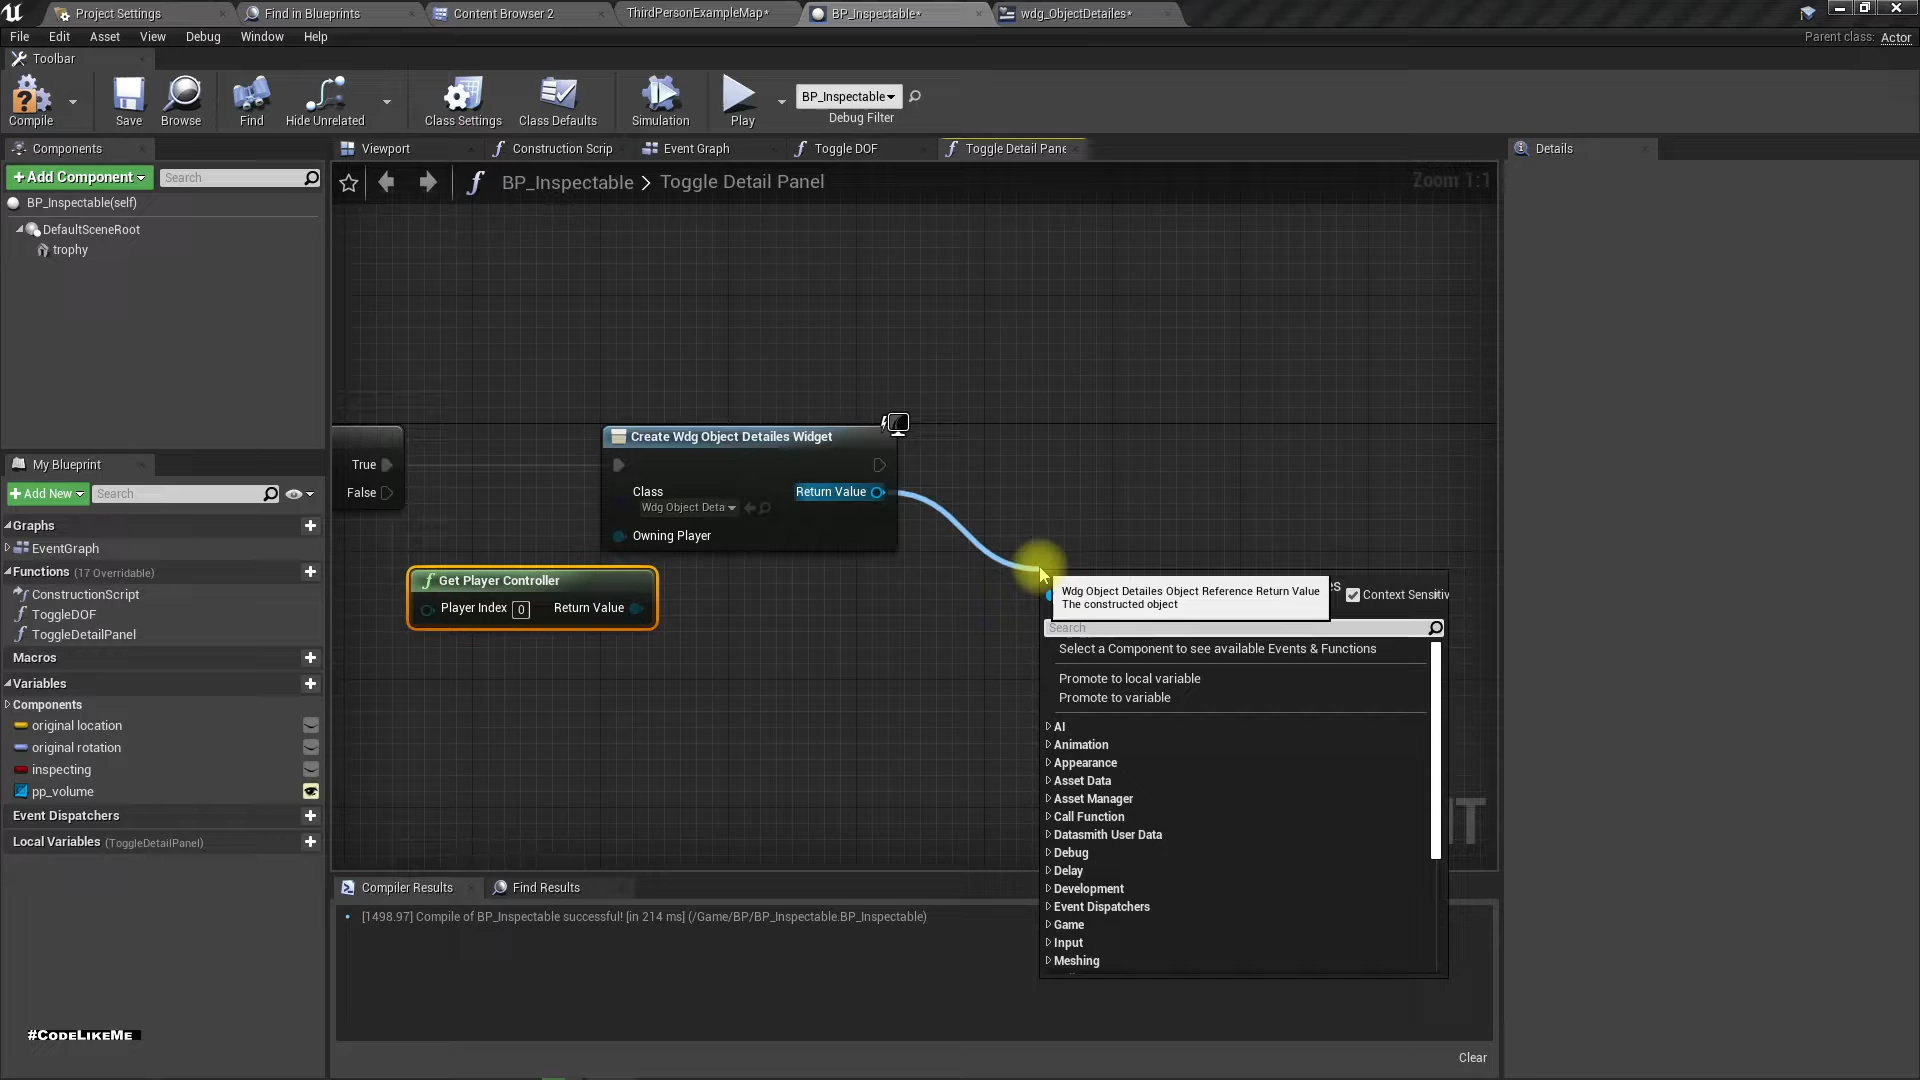 Project Settings
Find in Blueprints
Content Browser 2
ThirdPersonExampleMap*
BP_Inspectable*
wdg_ObjectDetailes*
File Edit Asset View Debug Window Help
Parent class: Actor
Toolbar
Compile
Save
Browse
Find
Hide Unrelated
Class Settings
Class Defaults
Simulation
Play
BP_Inspectable
Debug Filter
Components
+Add Component
Search
BP_Inspectable(self)
DefaultSceneRoot
trophy
Viewport
Construction Scrip
Event Graph
Toggle DOF
Toggle Detail Pane
Details
BP_Inspectable > Toggle Detail Panel
Zoom 1:1
True
False
Create Wdg Object Detailes Widget
Class
Wdg Object Deta
Return Value
Owning Player
Get Player Controller
Player Index 0
Return Value
Wdg Object Detailes Object Reference Return Value
The constructed object
es
Context Sensitiv
Search
Select a Component to see available Events & Functions
Promote to local variable
Promote to variable
AI
Animation
Appearance
Asset Data
Asset Manager
Call Function
Datasmith User Data
Debug
Delay
Development
Event Dispatchers
Game
Input
Meshing
My Blueprint
+Add New
Search
Graphs
EventGraph
Functions (17 Overridable)
ConstructionScript
ToggleDOF
ToggleDetailPanel
Macros
Variables
Components
original location
original rotation
inspecting
pp_volume
Event Dispatchers
Local Variables (ToggleDetailPanel)
Compiler Results
Find Results
[1498.97] Compile of BP_Inspectable successful! [in 214 ms] (/Game/BP/BP_Inspectable.BP_Inspectable)
Clear
#CodeLikeMe